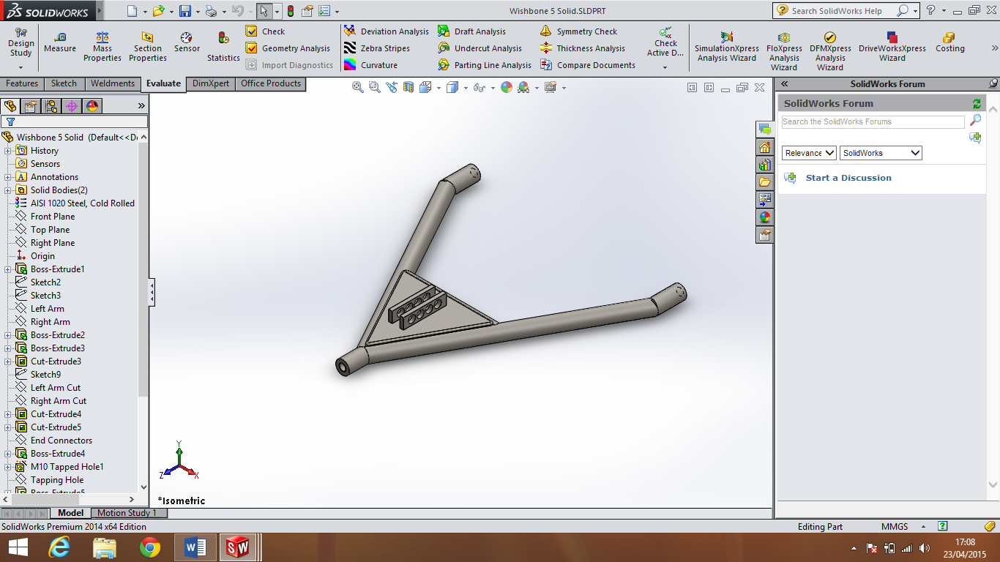 SOLIDWORKS
Wishbone 5 Solid.SLDPRT
Search SolidWorks Help
Design Study
Measure
Mass Properties
Section Properties
Sensor
Statistics
Check
Geometry Analysis
Import Diagnostics
Deviation Analysis
Zebra Stripes
Curvature
Draft Analysis
Undercut Analysis
Parting Line Analysis
Symmetry Check
Thickness Analysis
Compare Documents
Check Active D...
SimulationXpress Analysis Wizard
FloXpress Analysis Wizard
DFMXpress Analysis Wizard
DriveWorksXpress Wizard
Costing
Features Sketch Weldments Evaluate DimXpert Office Products
Wishbone 5 Solid (Default<<De
History
Sensors
Annotations
Solid Bodies(2)
AISI 1020 Steel, Cold Rolled
Front Plane
Top Plane
Right Plane
Origin
Boss-Extrude1
Sketch2
Sketch3
Left Arm
Right Arm
Boss-Extrude2
Boss-Extrude3
Cut-Extrude3
Sketch9
Left Arm Cut
Right Arm Cut
Cut-Extrude4
Cut-Extrude5
End Connectors
Boss-Extrude4
M10 Tapped Hole1
Tapping Hole
Boss-Extrude5
Y
Z
X
*Isometric
SolidWorks Forum
SolidWorks Forum
Search the SolidWorks Forums
Relevance SolidWorks
Start a Discussion
Model Motion Study 1
SolidWorks Premium 2014 x64 Edition
Editing Part
MMGS
17:08
23/04/2015